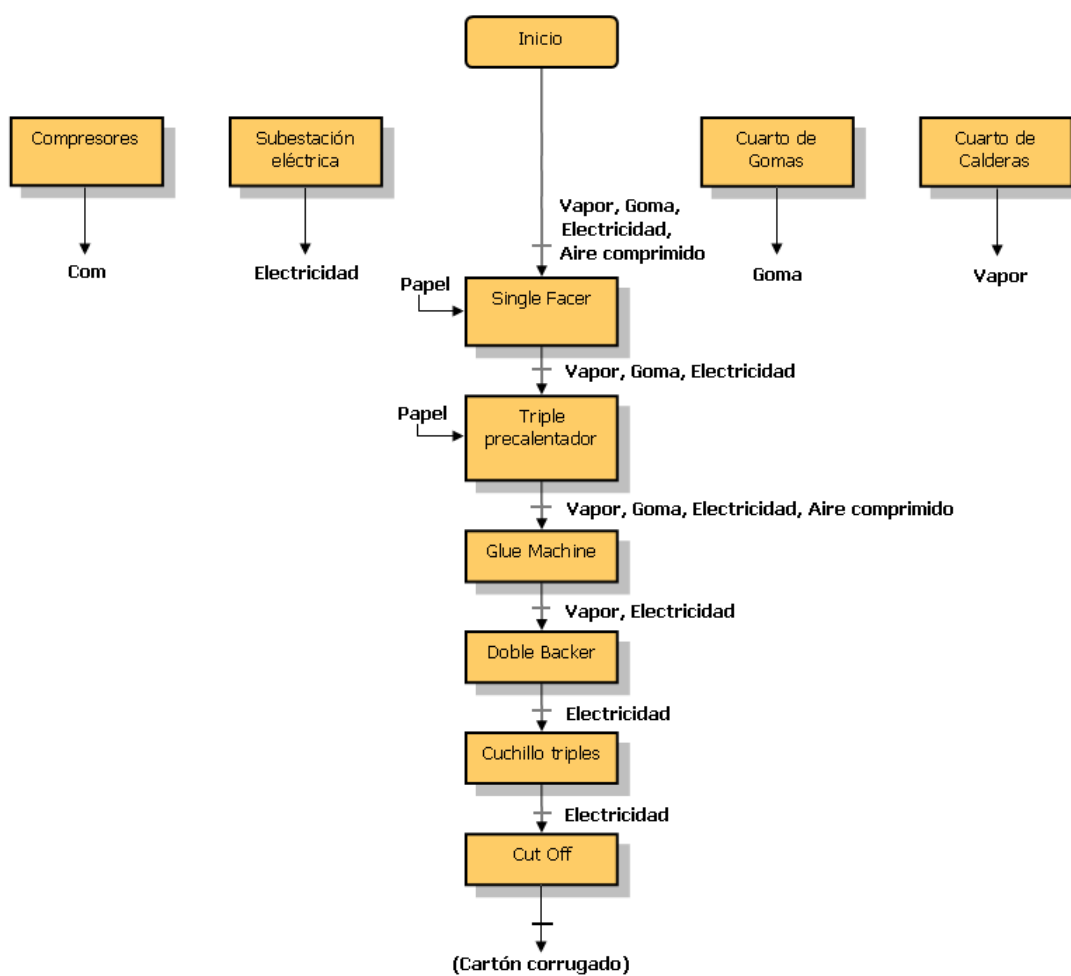 Inicio
Compresores
Subestación
eléctrica
Cuarto de
Gomas
Cuarto de
Calderas
Vapor, Goma,
Electricidad,
Aire comprimido
Com
Electricidad
Goma
Vapor
Papel
Single Facer
Vapor, Goma, Electricidad
Papel
Triple
precalentador
Vapor, Goma, Electricidad, Aire comprimido
Glue Machine
Vapor, Electricidad
Doble Backer
Electricidad
Cuchillo triples
Electricidad
Cut Off
(Cartón corrugado)